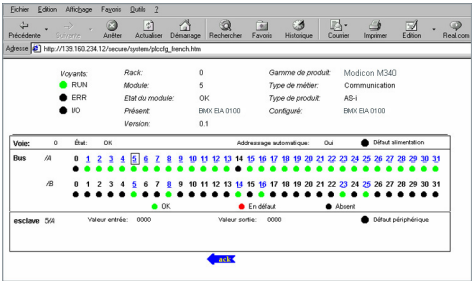 Fichier Edition Affichage Favoris Outils ?
Précédente Suivante Arrêter Actualiser Démarrage Rechercher Favoris Historique Courrier Imprimer Edition Real.com
Adresse http://139.160.234.12/secure/system/plccfg_french.htm
Voyants: Rack: 0 Gamme de produit: Modicon M340
RUN Module: 5 Type de métier: Communication
ERR Etat du module: OK Type de produit: AS-i
I/O Présent: BMX EIA 0100 Configuré: BMX EIA 0100
Version: 0.1
Voie: 0 État: OK Addressage automatique: Oui Défaut alimentation
Bus /A 0 1 2 3 4 5 6 7 8 9 10 11 12 13 14 15 16 17 18 19 20 21 22 23 24 25 26 27 28 29 30 31
/B 0 1 2 3 4 5 6 7 8 9 10 11 12 13 14 15 16 17 18 19 20 21 22 23 24 25 26 27 28 29 30 31
OK En défaut Absent
esclave 5/A Valeur entrée: 0000 Valeur sortie: 0000 Défaut périphérique